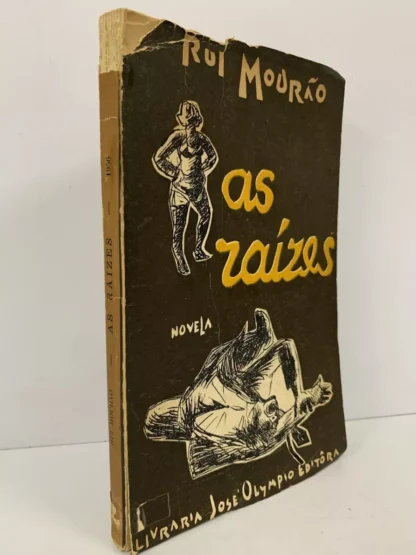 RUI MOURÃO
as
raízes
NOVELA
LIVRARIA JOSÉ OLYMPIO EDITÔRA
AS RAÍZES — 1956